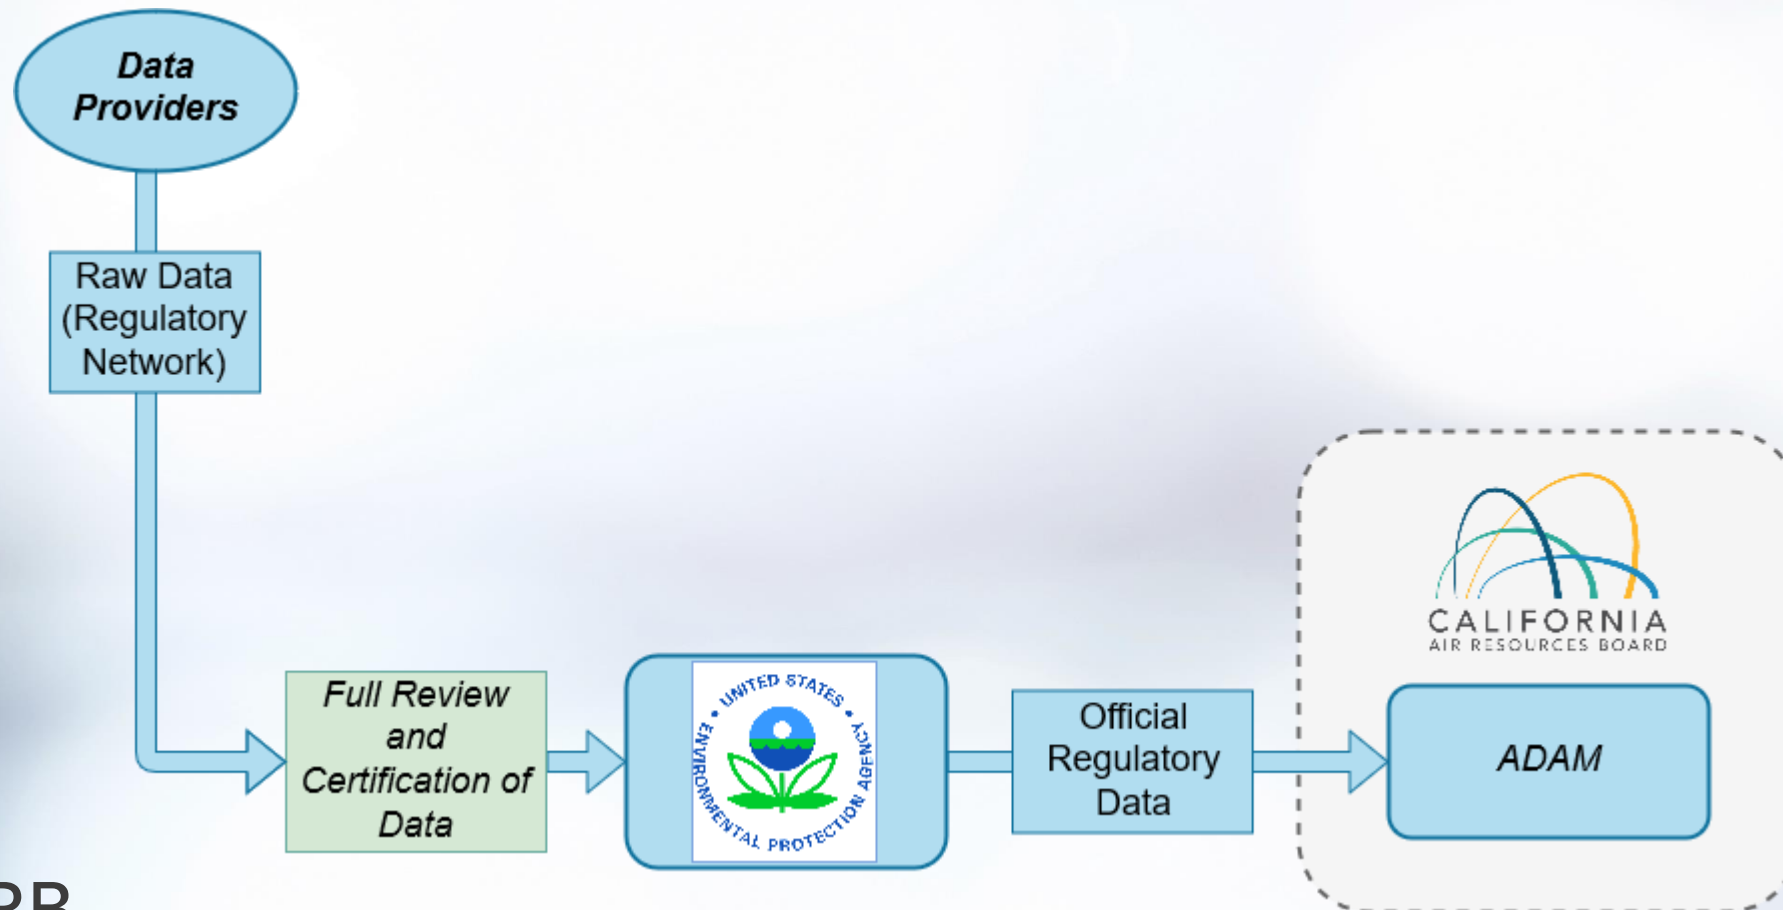 Data
Providers
Raw Data
(Regulatory
Network)
Full Review
and
Certification of
Data
UNITED STATES
ENVIRONMENTAL PROTECTION AGENCY
Official
Regulatory
Data
CALIFORNIA
AIR RESOURCES BOARD
ADAM